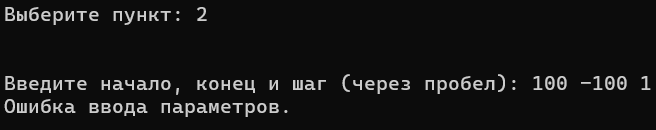 Выберите пункт: 2
Введите начало, конец и шаг (через пробел): 100 -100 1
Ошибка ввода параметров.